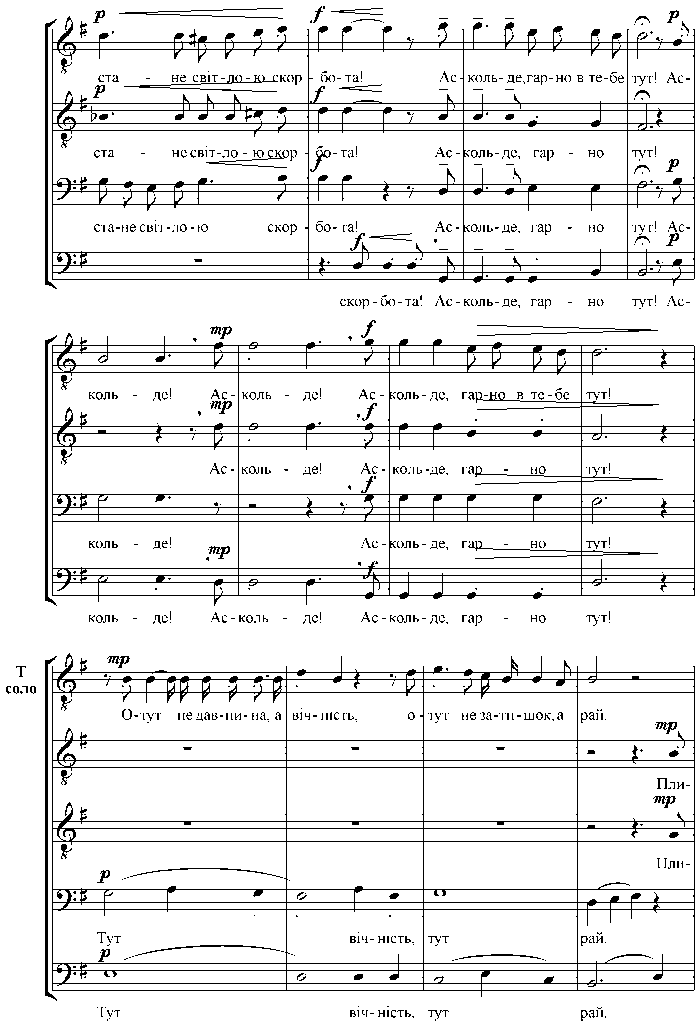 p f p
ста - не світ-ло-ю скор-бо-та! Ас-коль-де, гарно в тебе тут! Ас-
p f
ста - не світ-ло-ю скор-бо-та! Ас-коль-де, гар - но тут!
f p
ста-не світ-ло-ю скор-бо-та! Ас-коль-де, гар - но тут! Ас-
f p
скор-бо-та! Ас-коль-де, гар - но тут! Ас-
mp f
коль - де! Ас-коль - де! Ас-коль-де, гар-но в те-бе тут!
mp f
Ас-коль - де! Ас-коль-де, гар - но тут!
f
коль - де! Ас-коль-де, гар - но тут!
mp f
коль - де! Ас-коль - де! Ас-коль-де, гар - но тут!
Т
соло
mp
О-тут не дав-ни-на, а віч-ність, о-тут не за-ти-шок, а рай.
mp
Пли-
mp
Пли-
p
Тут віч-ність, тут рай.
p
Тут віч-ність, тут рай.